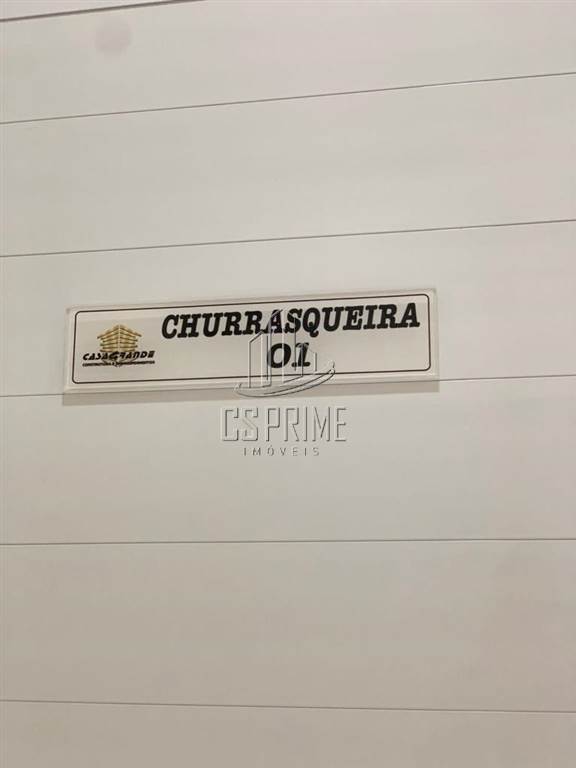 CHURRASQUEIRA
01
CASAGRANDE
CS PRIME
IMÓVEIS